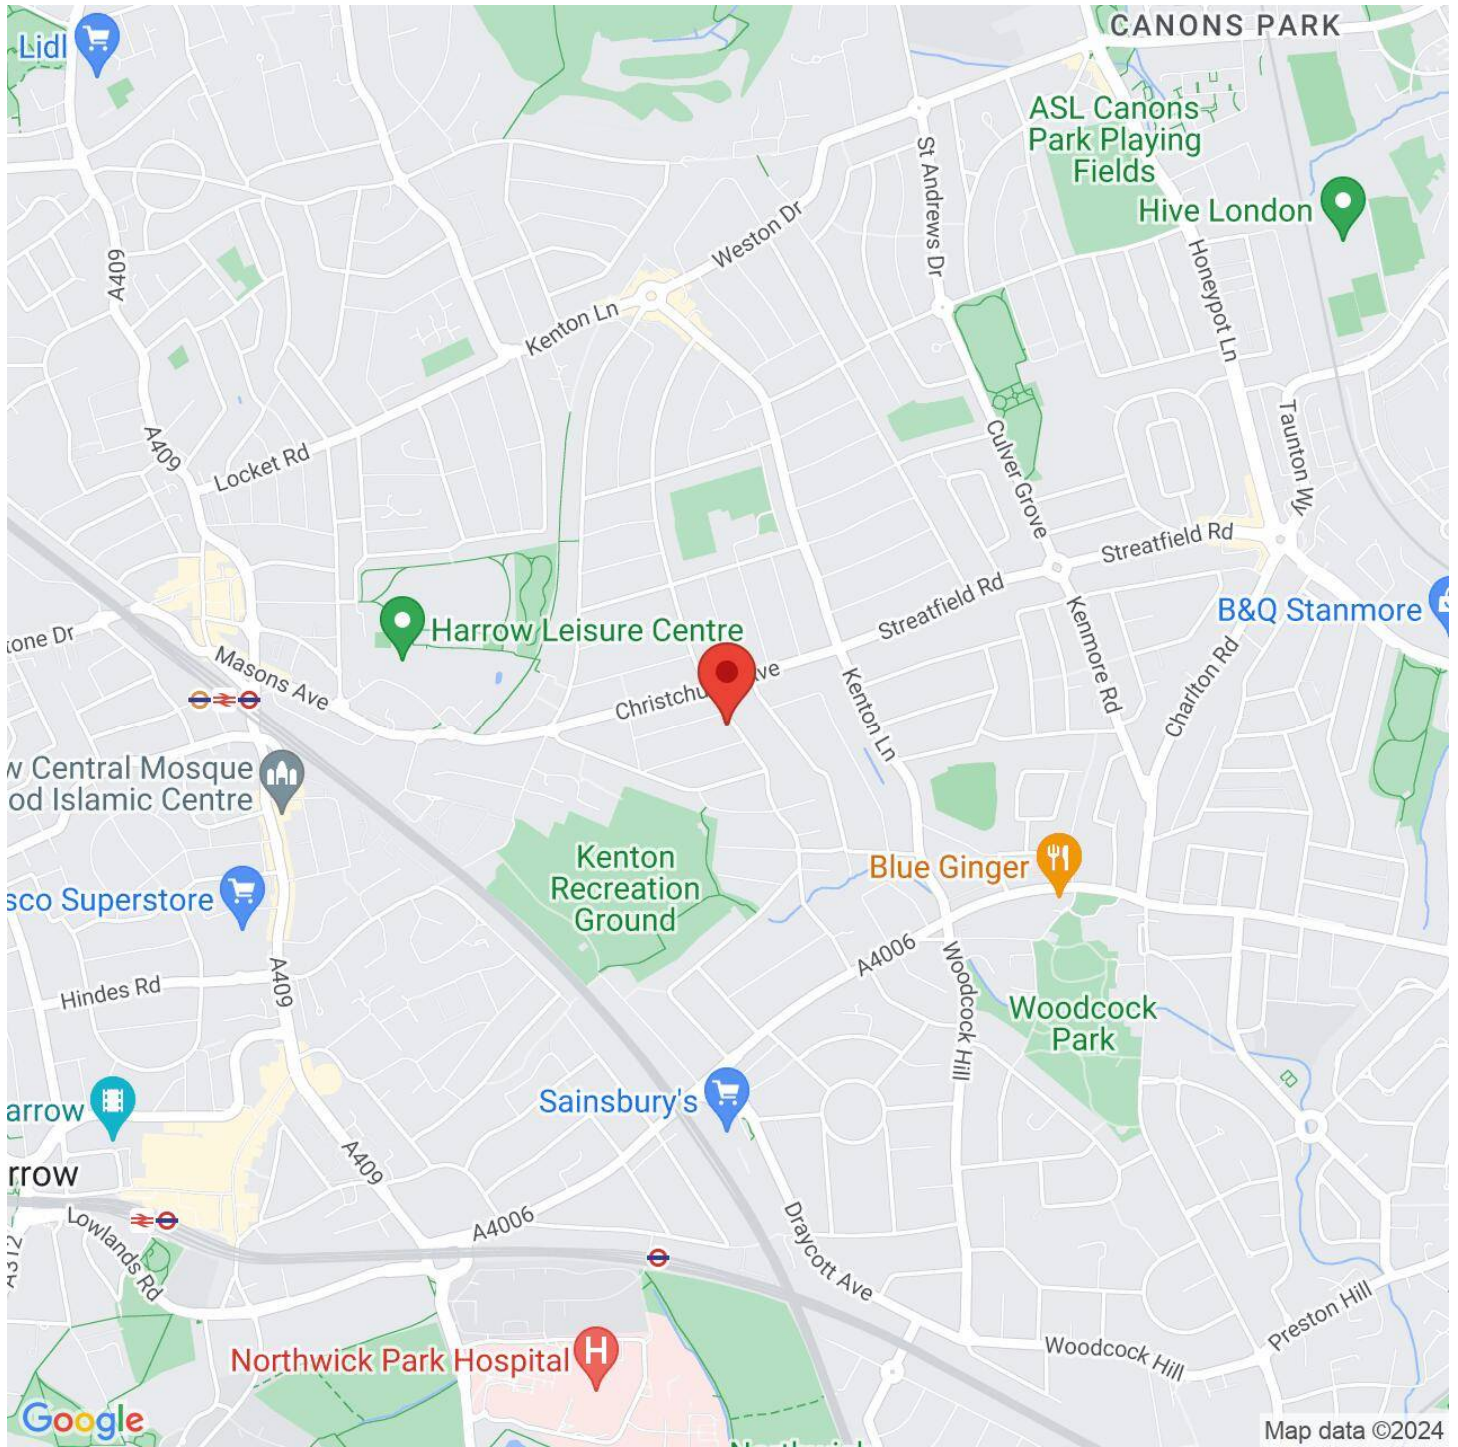 CANONS PARK
Lidl
ASL Canons
Park Playing
Fields
Hive London
St Andrews Dr
Weston Dr
A409
Honeypot Ln
Kenton Ln
Taunton Wy
A409
Locket Rd
Culver Grove
Streatfield Rd
Streatfield Rd
B&Q Stanmore
Harrow Leisure Centre
Kenmore Rd
Charlton Rd
tone Dr
Masons Ave
Christchu
ve
Kenton Ln
w Central Mosque
od Islamic Centre
Kenton
Recreation
Ground
Blue Ginger
sco Superstore
A4006
Woodcock Hill
Hindes Rd
A409
Woodcock
Park
Sainsbury's
arrow
rrow
A409
Lowlands Rd
A4006
A312
Draycott Ave
Preston Hill
Woodcock Hill
Northwick Park Hospital
H
Google
Map data ©2024